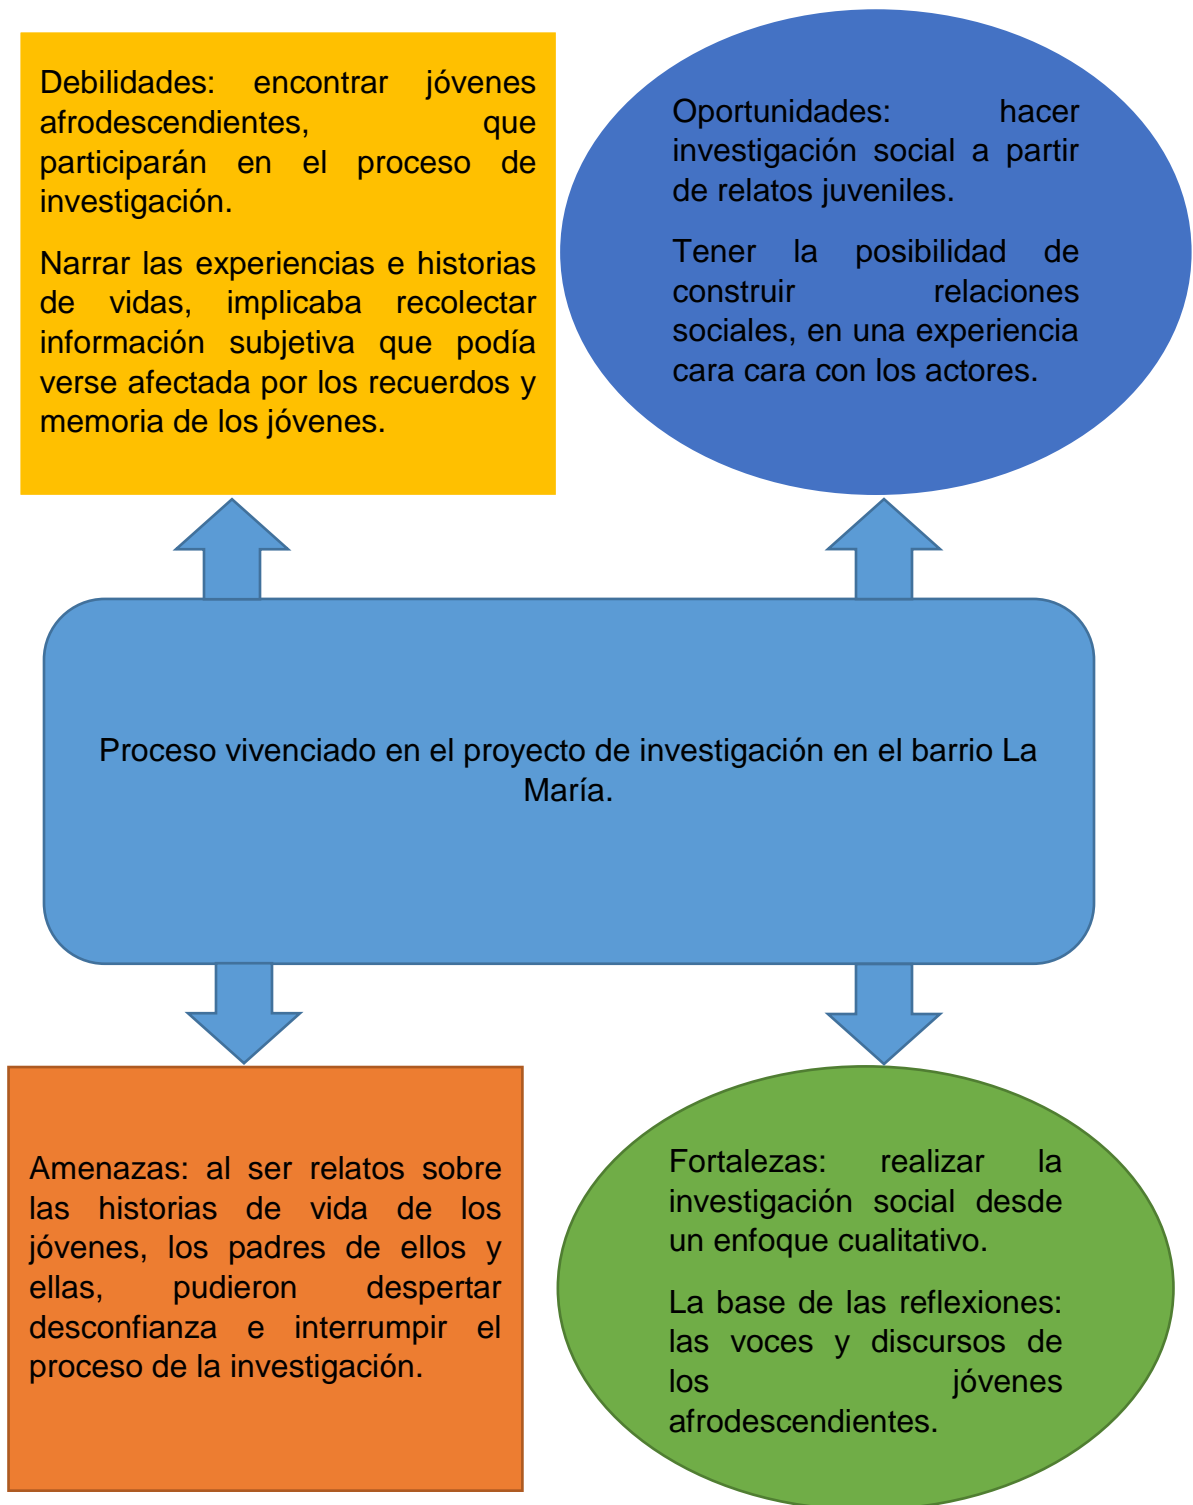 Debilidades: encontrar jóvenes
afrodescendientes, que
participarán en el proceso de
investigación.
Narrar las experiencias e historias
de vidas, implicaba recolectar
información subjetiva que podía
verse afectada por los recuerdos y
memoria de los jóvenes.
Oportunidades: hacer
investigación social a partir
de relatos juveniles.
Tener la posibilidad de
construir relaciones
sociales, en una experiencia
cara cara con los actores.
Proceso vivenciado en el proyecto de investigación en el barrio La
María.
Amenazas: al ser relatos sobre
las historias de vida de los
jóvenes, los padres de ellos y
ellas, pudieron despertar
desconfianza e interrumpir el
proceso de la investigación.
Fortalezas: realizar la
investigación social desde
un enfoque cualitativo.
La base de las reflexiones:
las voces y discursos de
los jóvenes
afrodescendientes.